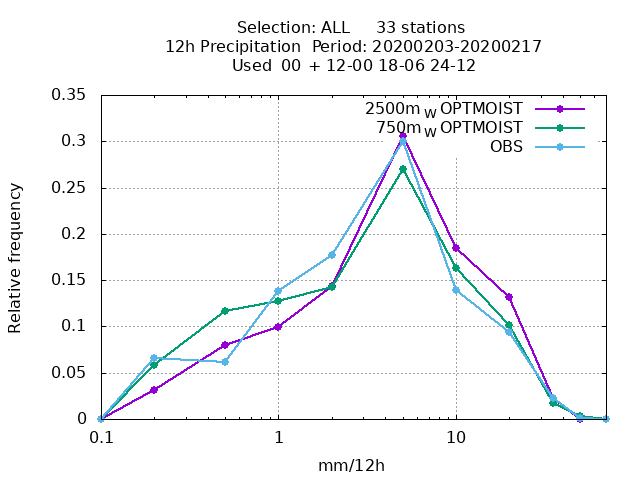 Selection: ALL 33 stations
12h Precipitation Period: 20200203-20200217
Used 00 + 12-00 18-06 24-12
0.35
0.3
0.25
0.2
0.15
0.1
0.05
0
Relative frequency
2500m W OPTMOIST
750m W OPTMOIST
OBS
0.1 1 10
mm/12h